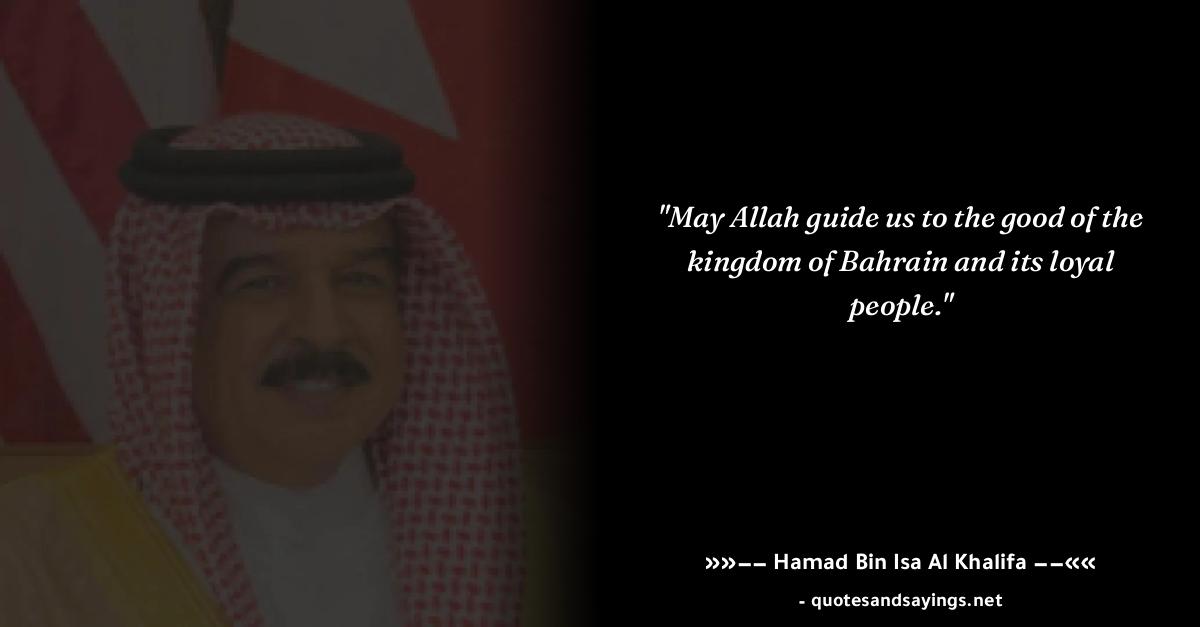 "May Allah guide us to the good of the
kingdom of Bahrain and its loyal
people."
»»—— Hamad Bin Isa Al Khalifa ——««
- quotesandsayings.net